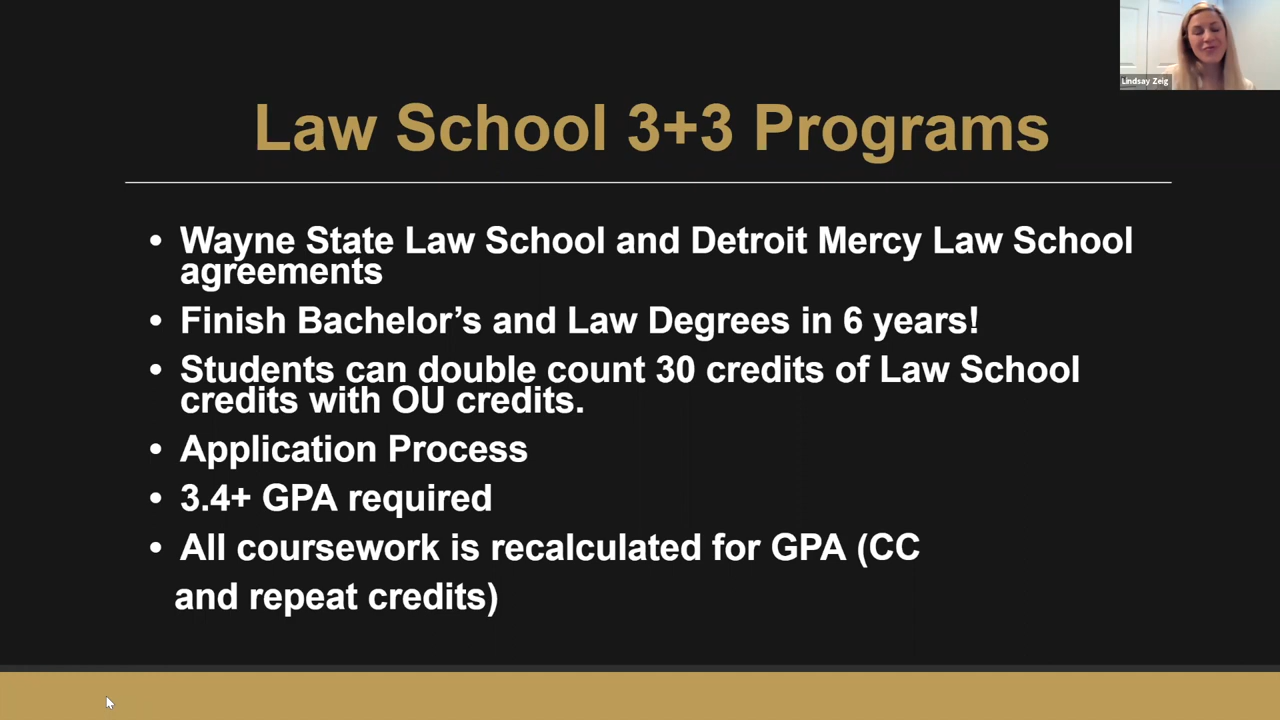 Lindsay Zeig
Law School 3+3 Programs
• Wayne State Law School and Detroit Mercy Law School
agreements
• Finish Bachelor’s and Law Degrees in 6 years!
• Students can double count 30 credits of Law School
credits with OU credits.
• Application Process
• 3.4+ GPA required
• All coursework is recalculated for GPA (CC
and repeat credits)